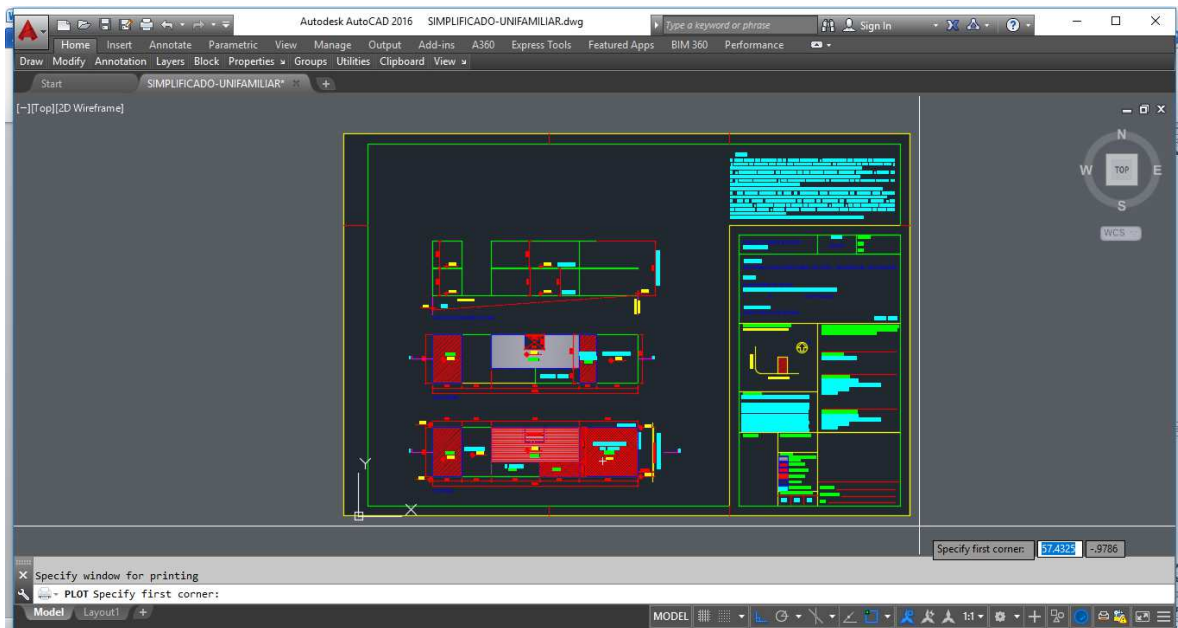 Autodesk AutoCAD 2016 SIMPLIFICADO-UNIFAMILIAR.dwg
Type a keyword or phrase
Sign In
Home Insert Annotate Parametric View Manage Output Add-ins A360 Express Tools Featured Apps BIM 360 Performance
Draw Modify Annotation Layers Block Properties Groups Utilities Clipboard View
Start SIMPLIFICADO-UNIFAMILIAR*
[−][Top][2D Wireframe]
N
W TOP E
S
WCS
Y
X
Specify first corner: 57.4325 -.9786
Specify window for printing
PLOT Specify first corner:
Model Layout1 +
MODEL 1:1